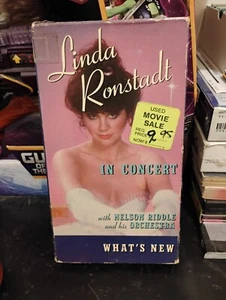 Linda
Ronstadt
USED
MOVIE
SALE
9.95
IN CONCERT
with NELSON RIDDLE
and his ORCHESTRA
WHAT'S NEW